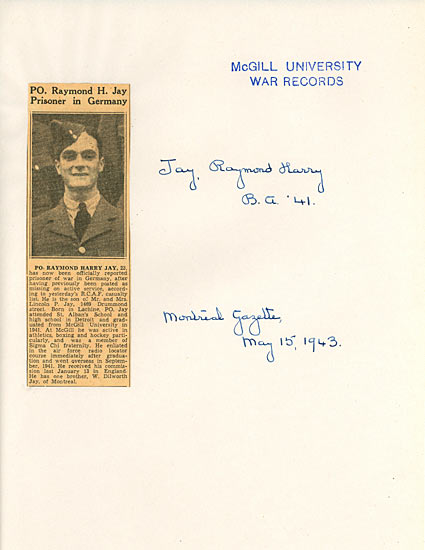 McGILL UNIVERSITY
WAR RECORDS
PO. Raymond H. Jay
Prisoner in Germany
Jay, Raymond Harry
B.A. '41.
PO. RAYMOND HARRY JAY, 23,
has now been officially reported
prisoner of war in Germany, after
having previously been posted as
missing on active service, accord-
ing to yesterday's R.C.A.F. casualty
list. He is the son of Mr. and Mrs.
Lincoln P. Jay, 1469 Drummond
street. Born in Lachine, PO. Jay
attended St. Alban's School and
high school in Detroit and grad-
uated from McGill University in
1941. At McGill he was active in
athletics, boxing and hockey parti-
cularly, and was a member of
Sigma Chi fraternity. He enlisted
in the air force radio locator
course immediately after gradua-
tion and went overseas in Septem-
ber, 1941. He received his commis-
sion last January 13 in England.
He has one brother, W. Dilworth
Jay, of Montreal.
Montreal Gazette,
May 15, 1943.